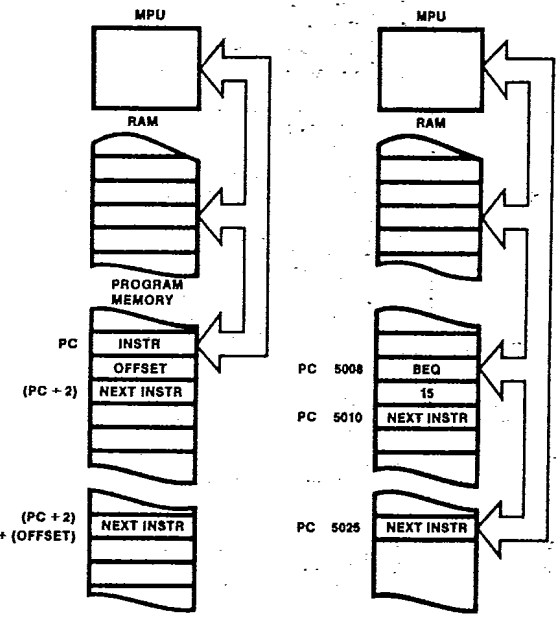 MPU
RAM
PROGRAM
MEMORY
PC INSTR
OFFSET
(PC + 2) NEXT INSTR
(PC + 2)
+ (OFFSET) NEXT INSTR
MPU
RAM
PC 5008 BEQ
15
PC 5010 NEXT INSTR
PC 5025 NEXT INSTR